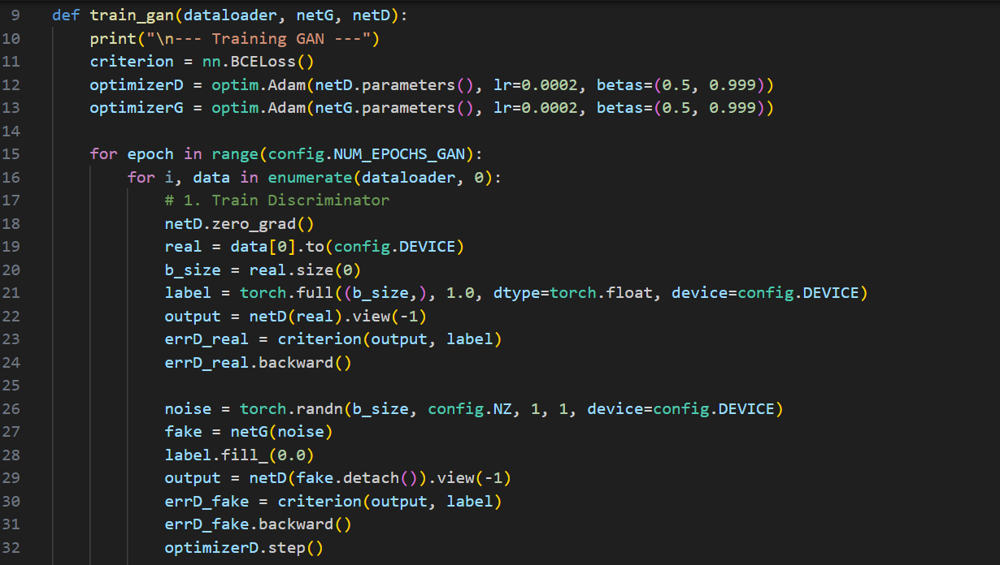 9 def train_gan(dataloader, netG, netD):
10     print("\n--- Training GAN ---")
11     criterion = nn.BCELoss()
12     optimizerD = optim.Adam(netD.parameters(), lr=0.0002, betas=(0.5, 0.999))
13     optimizerG = optim.Adam(netG.parameters(), lr=0.0002, betas=(0.5, 0.999))
14
15     for epoch in range(config.NUM_EPOCHS_GAN):
16         for i, data in enumerate(dataloader, 0):
17             # 1. Train Discriminator
18             netD.zero_grad()
19             real = data[0].to(config.DEVICE)
20             b_size = real.size(0)
21             label = torch.full((b_size,), 1.0, dtype=torch.float, device=config.DEVICE)
22             output = netD(real).view(-1)
23             errD_real = criterion(output, label)
24             errD_real.backward()
25
26             noise = torch.randn(b_size, config.NZ, 1, 1, device=config.DEVICE)
27             fake = netG(noise)
28             label.fill_(0.0)
29             output = netD(fake.detach()).view(-1)
30             errD_fake = criterion(output, label)
31             errD_fake.backward()
32             optimizerD.step()